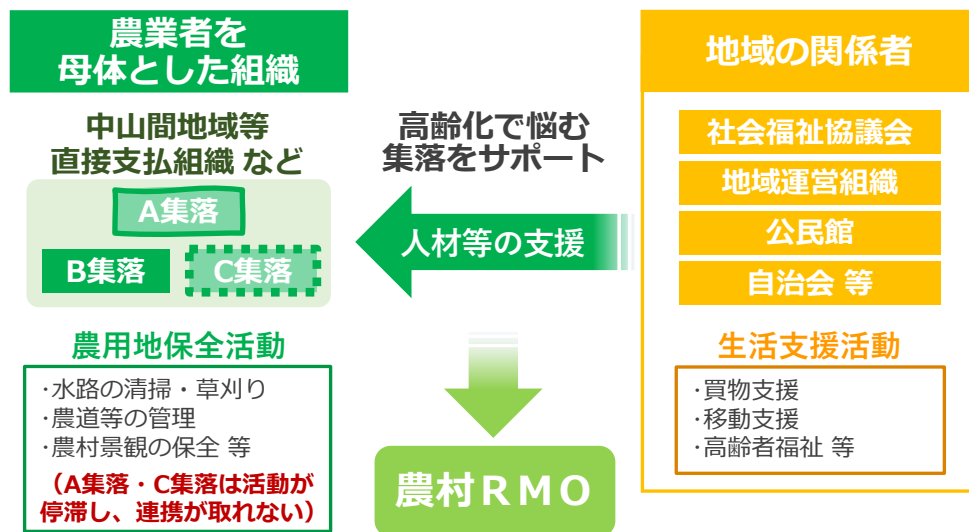 農業者を
母体とした組織
中山間地域等
直接支払組織 など
A集落
B集落
C集落
農用地保全活動
･水路の清掃・草刈り
･農道等の管理
･農村景観の保全 等
（A集落・C集落は活動が
停滞し、連携が取れない）
高齢化で悩む
集落をサポート
人材等の支援
農村RMO
地域の関係者
社会福祉協議会
地域運営組織
公民館
自治会 等
生活支援活動
･買物支援
･移動支援
･高齢者福祉 等